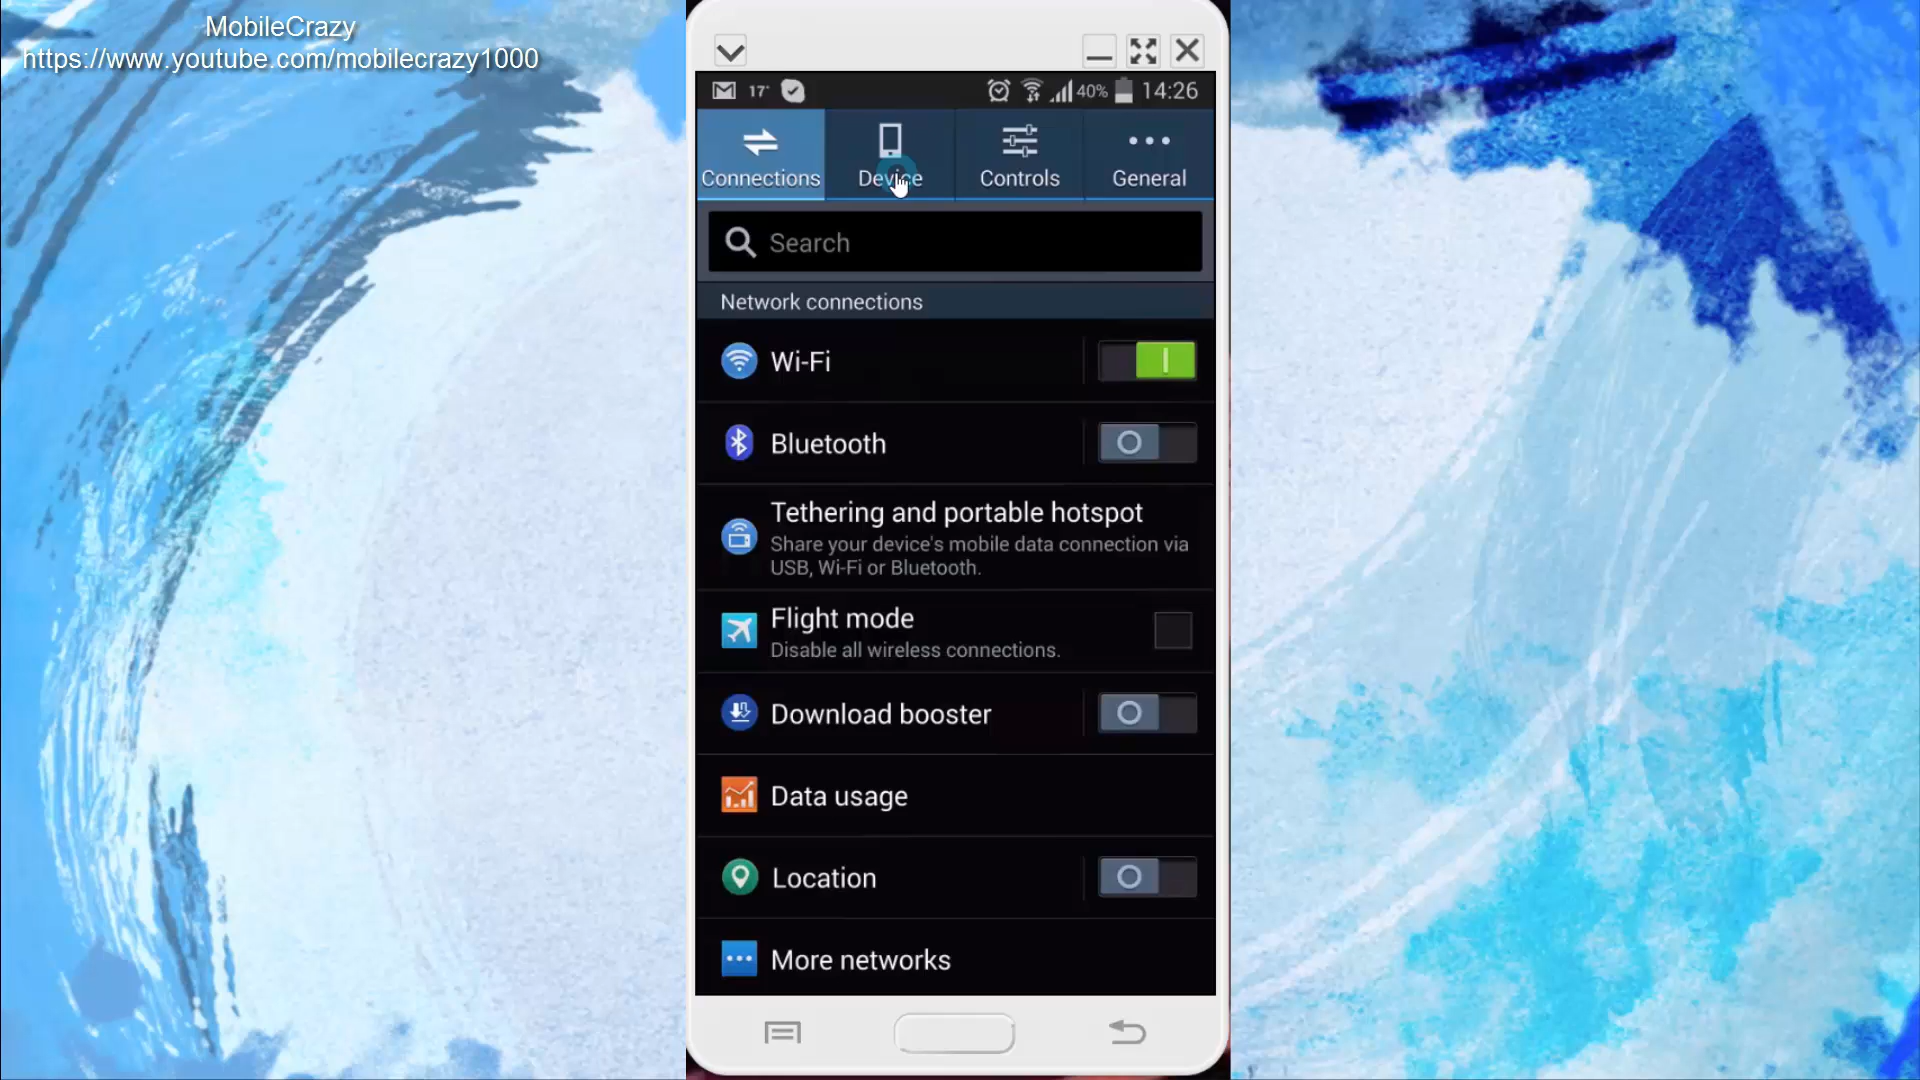 MobileCrazy
https://www.youtube.com/mobilecrazy1000
17° 40% 14:26
Connections Device Controls General
Search
Network connections
Wi-Fi
Bluetooth
Tethering and portable hotspot
Share your device's mobile data connection via
USB, Wi-Fi or Bluetooth.
Flight mode
Disable all wireless connections.
Download booster
Data usage
Location
More networks